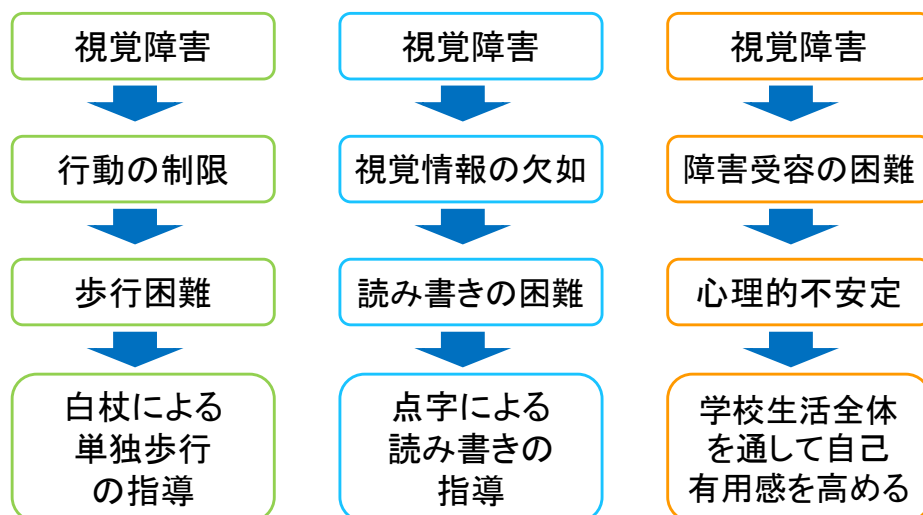 視覚障害
行動の制限
歩行困難
白杖による
単独歩行
の指導
視覚障害
視覚情報の欠如
読み書きの困難
点字による
読み書きの
指導
視覚障害
障害受容の困難
心理的不安定
学校生活全体
を通して自己
有用感を高める